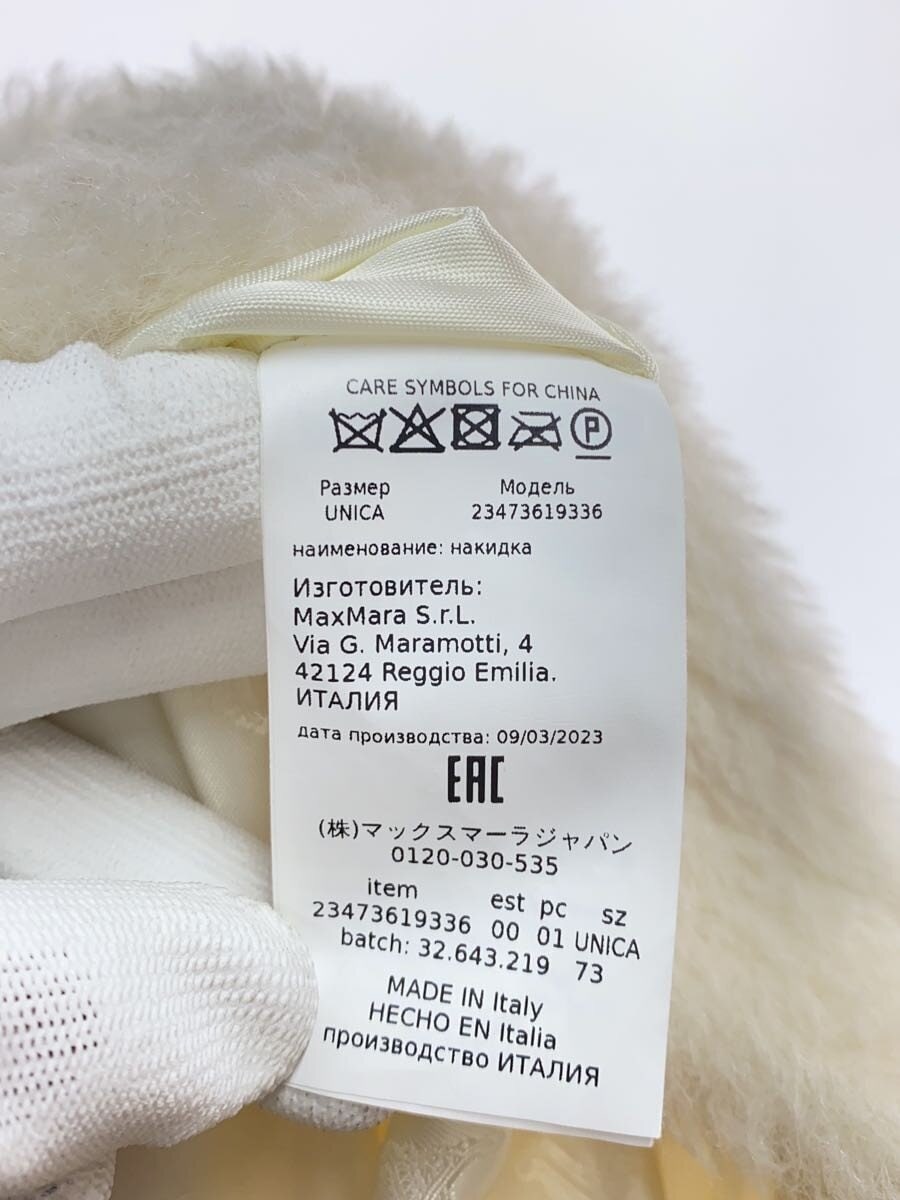 CARE SYMBOLS FOR CHINA
P
Размер Модель
UNICA 23473619336
наименование: накидка
Изготовитель:
MaxMara S.r.L.
Via G. Maramotti, 4
42124 Reggio Emilia.
ИТАЛИЯ
дата производства: 09/03/2023
EAC
(株)マックスマーラジャパン
0120-030-535
item est pc sz
23473619336 00 01 UNICA
batch: 32.643.219 73
MADE IN Italy
HECHO EN Italia
производство ИТАЛИЯ